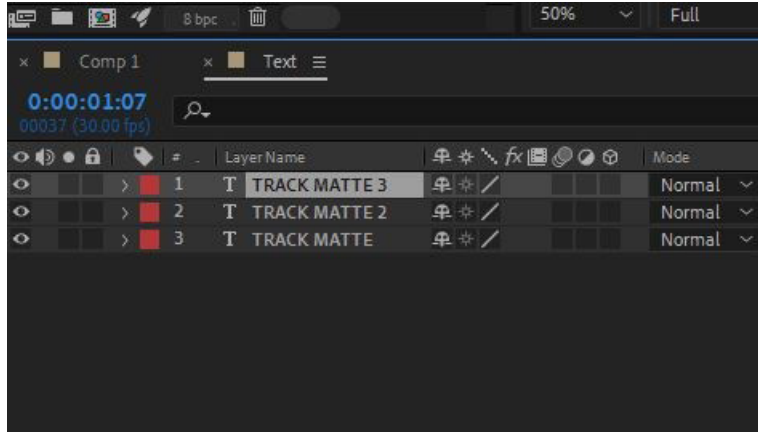 8 bpc
50% Full
Comp 1 Text
0:00:01:07
00037 (30.00 fps)
# Layer Name fx Mode
1 T TRACK MATTE 3 Normal
2 T TRACK MATTE 2 Normal
3 T TRACK MATTE Normal